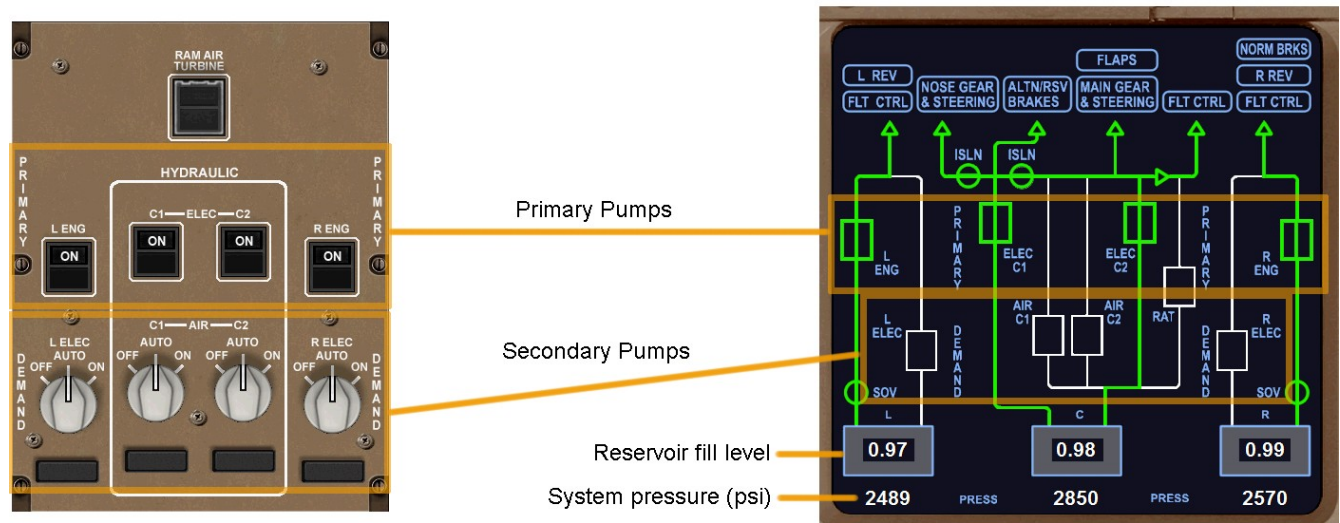 RAM AIR
TURBINE
PRIMARY
PRIMARY
HYDRAULIC
C1 ELEC C2
L ENG
R ENG
ON
ON
ON
ON
C1 AIR C2
L ELEC
AUTO
OFF
ON
AUTO
OFF
ON
AUTO
OFF
ON
R ELEC
AUTO
OFF
ON
DEMAND
DEMAND
Primary Pumps
Secondary Pumps
Reservoir fill level
System pressure (psi)
L REV
FLT CTRL
NOSE GEAR
& STEERING
ALTN/RSV
BRAKES
FLAPS
MAIN GEAR
& STEERING
FLT CTRL
NORM BRKS
R REV
FLT CTRL
ISLN
ISLN
L
ENG
PRIMARY
ELEC
C1
ELEC
C2
PRIMARY
R
ENG
L
ELEC
DEMAND
AIR
C1
AIR
C2
RAT
DEMAND
R
ELEC
SOV
SOV
L
C
R
0.97
0.98
0.99
2489
PRESS
2850
PRESS
2570